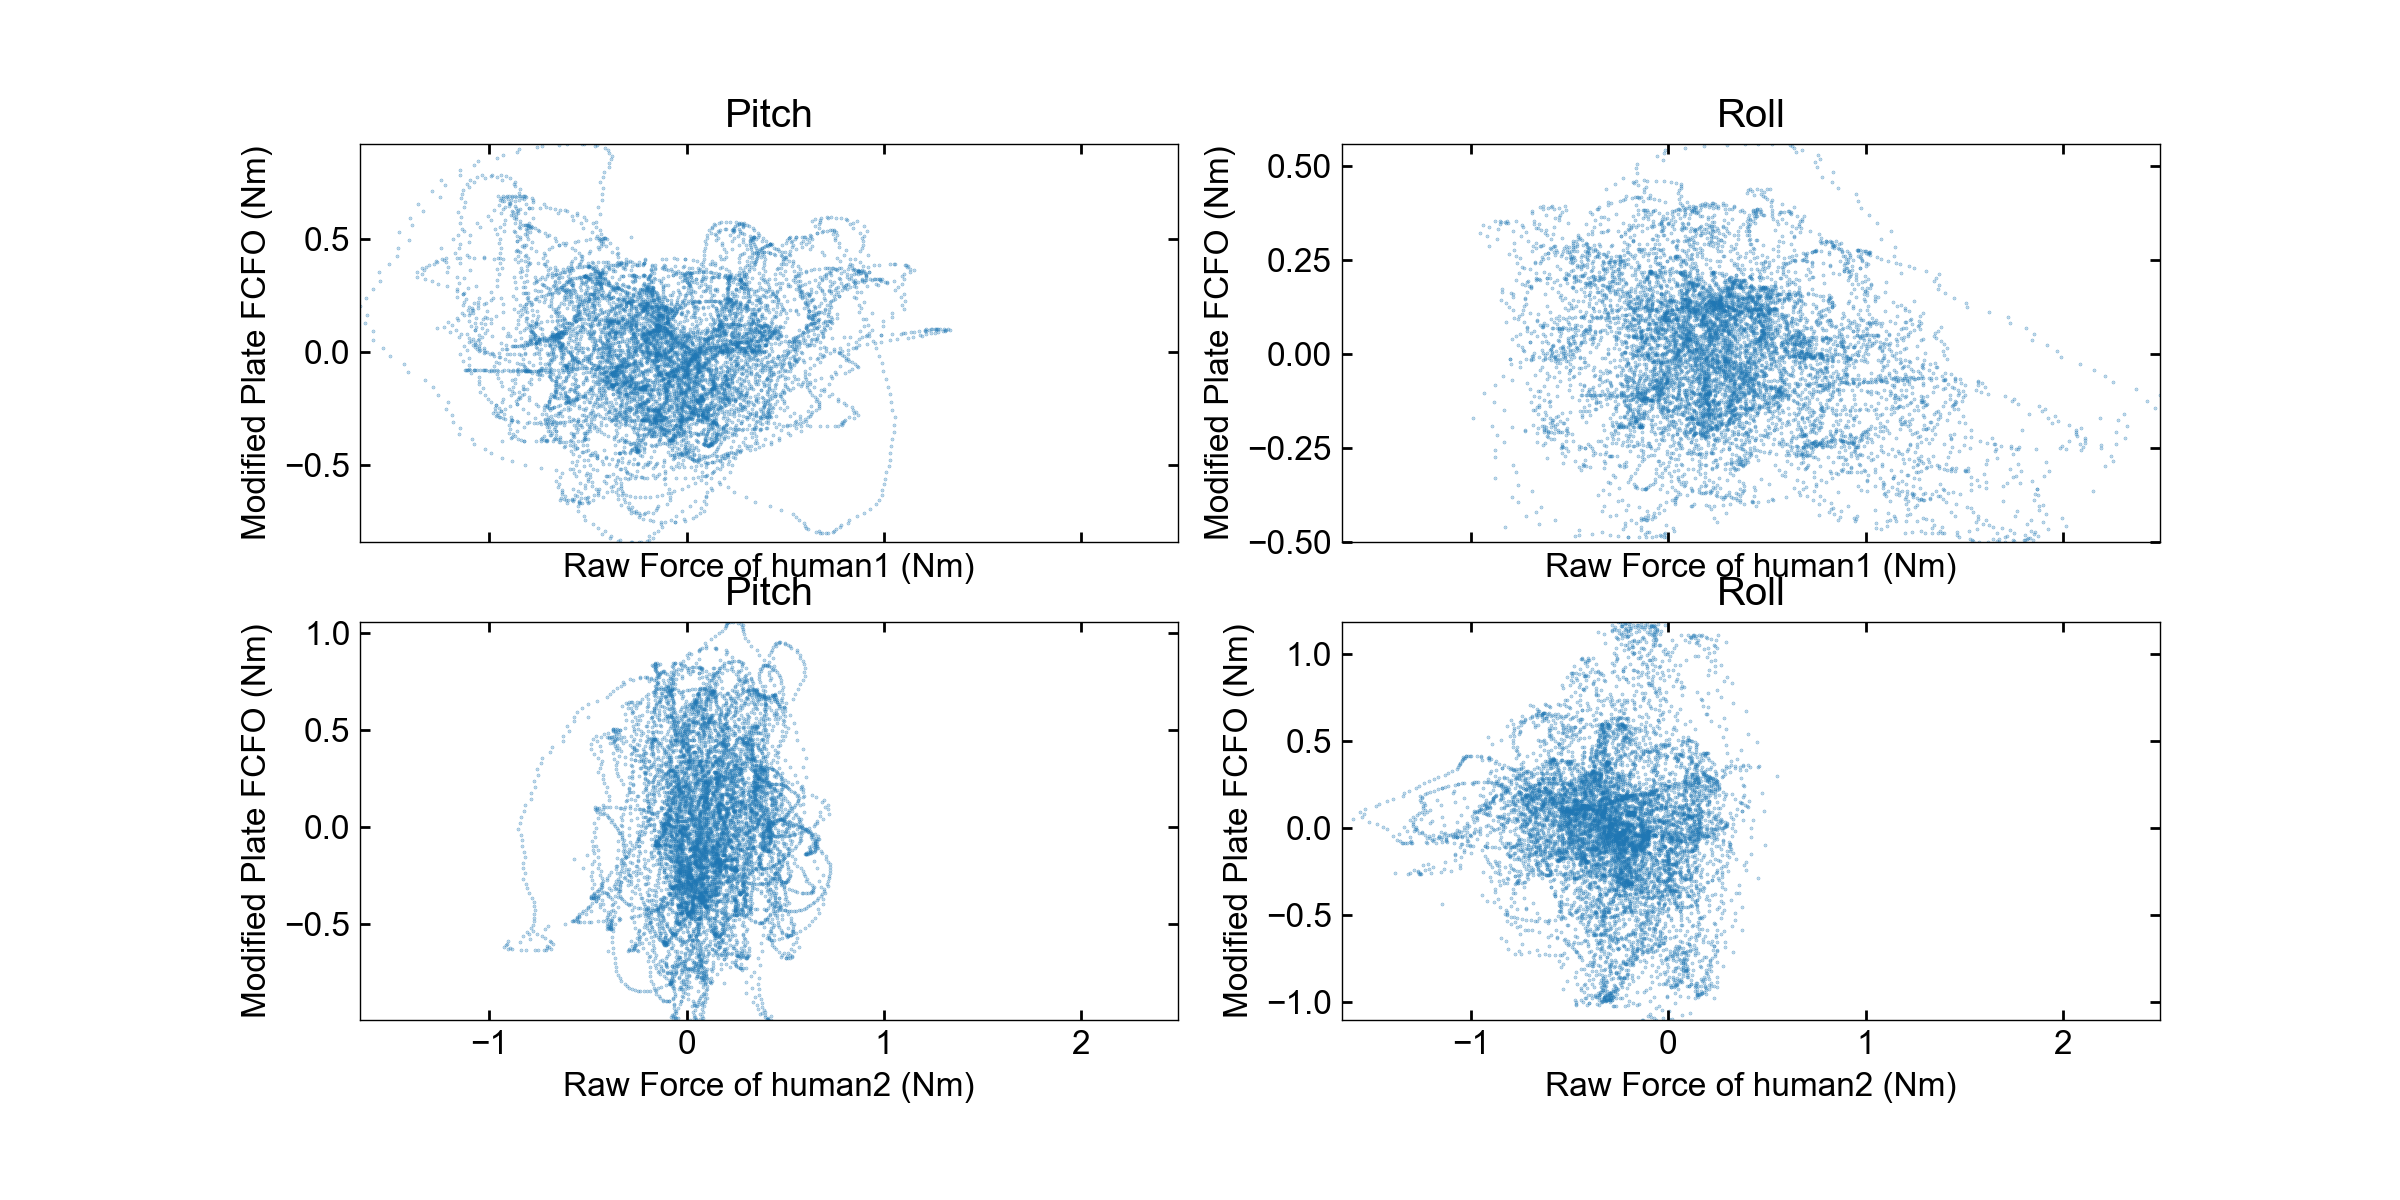 Pitch
Modified Plate FCFO (Nm)
0.5
0.0
−0.5
Raw Force of human1 (Nm)
Roll
Modified Plate FCFO (Nm)
0.50
0.25
0.00
−0.25
−0.50
Raw Force of human1 (Nm)
Pitch
Modified Plate FCFO (Nm)
1.0
0.5
0.0
−0.5
−1 0 1 2
Raw Force of human2 (Nm)
Roll
Modified Plate FCFO (Nm)
1.0
0.5
0.0
−0.5
−1.0
−1 0 1 2
Raw Force of human2 (Nm)